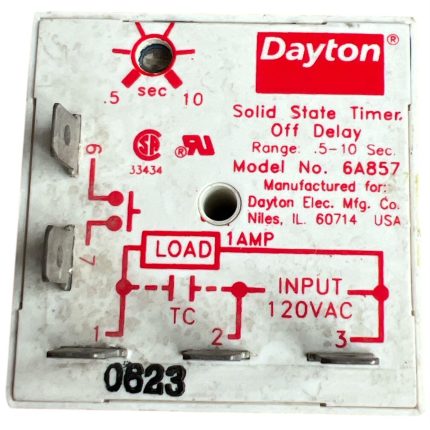 Dayton®
.5 sec 10
Solid State Timer
Off Delay
Range: .5-10 Sec.
Model No. 6A857
Manufactured for:
Dayton Elec. Mfg. Co.
Niles, IL. 60714 USA
SA
33434
®
6
7
LOAD 1AMP
TC
INPUT
120VAC
1 2 3
0623